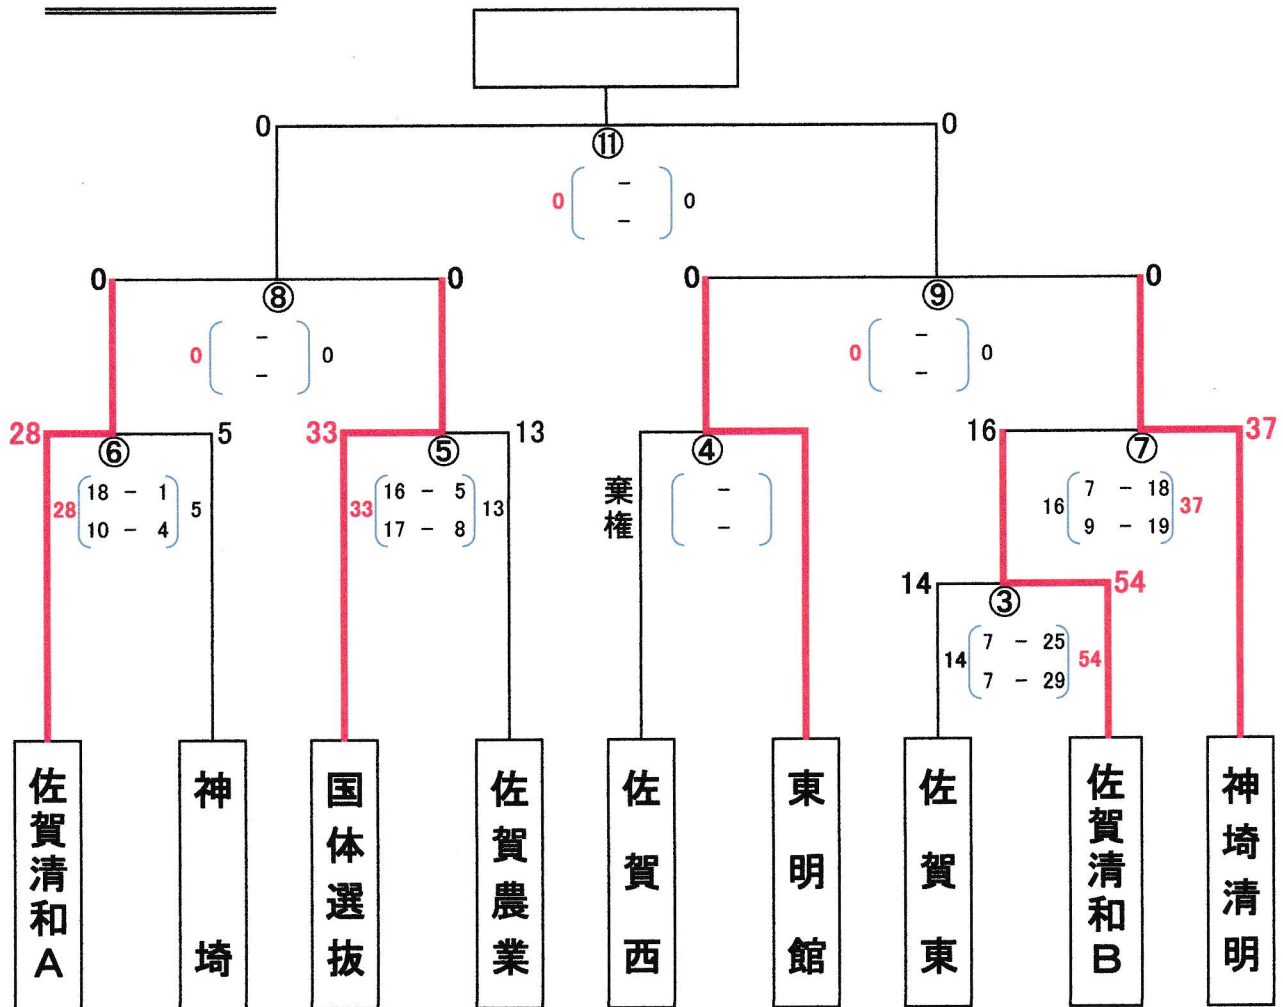 0 0
⑪
0 - 0
-
0 0 0 0
⑧ ⑨
0 - 0 0 - 0
- -
28 5 33 13 16 37
⑥ ⑤ ④ ⑦
28 18 - 1 5 33 16 - 5 13 棄権 - 16 7 - 18 37
10 - 4 17 - 8 - 9 - 19
14 54
③
14 7 - 25 54
7 - 29
佐賀清和A
神埼
国体選抜
佐賀農業
佐賀西
東明館
佐賀東
佐賀清和B
神埼清明